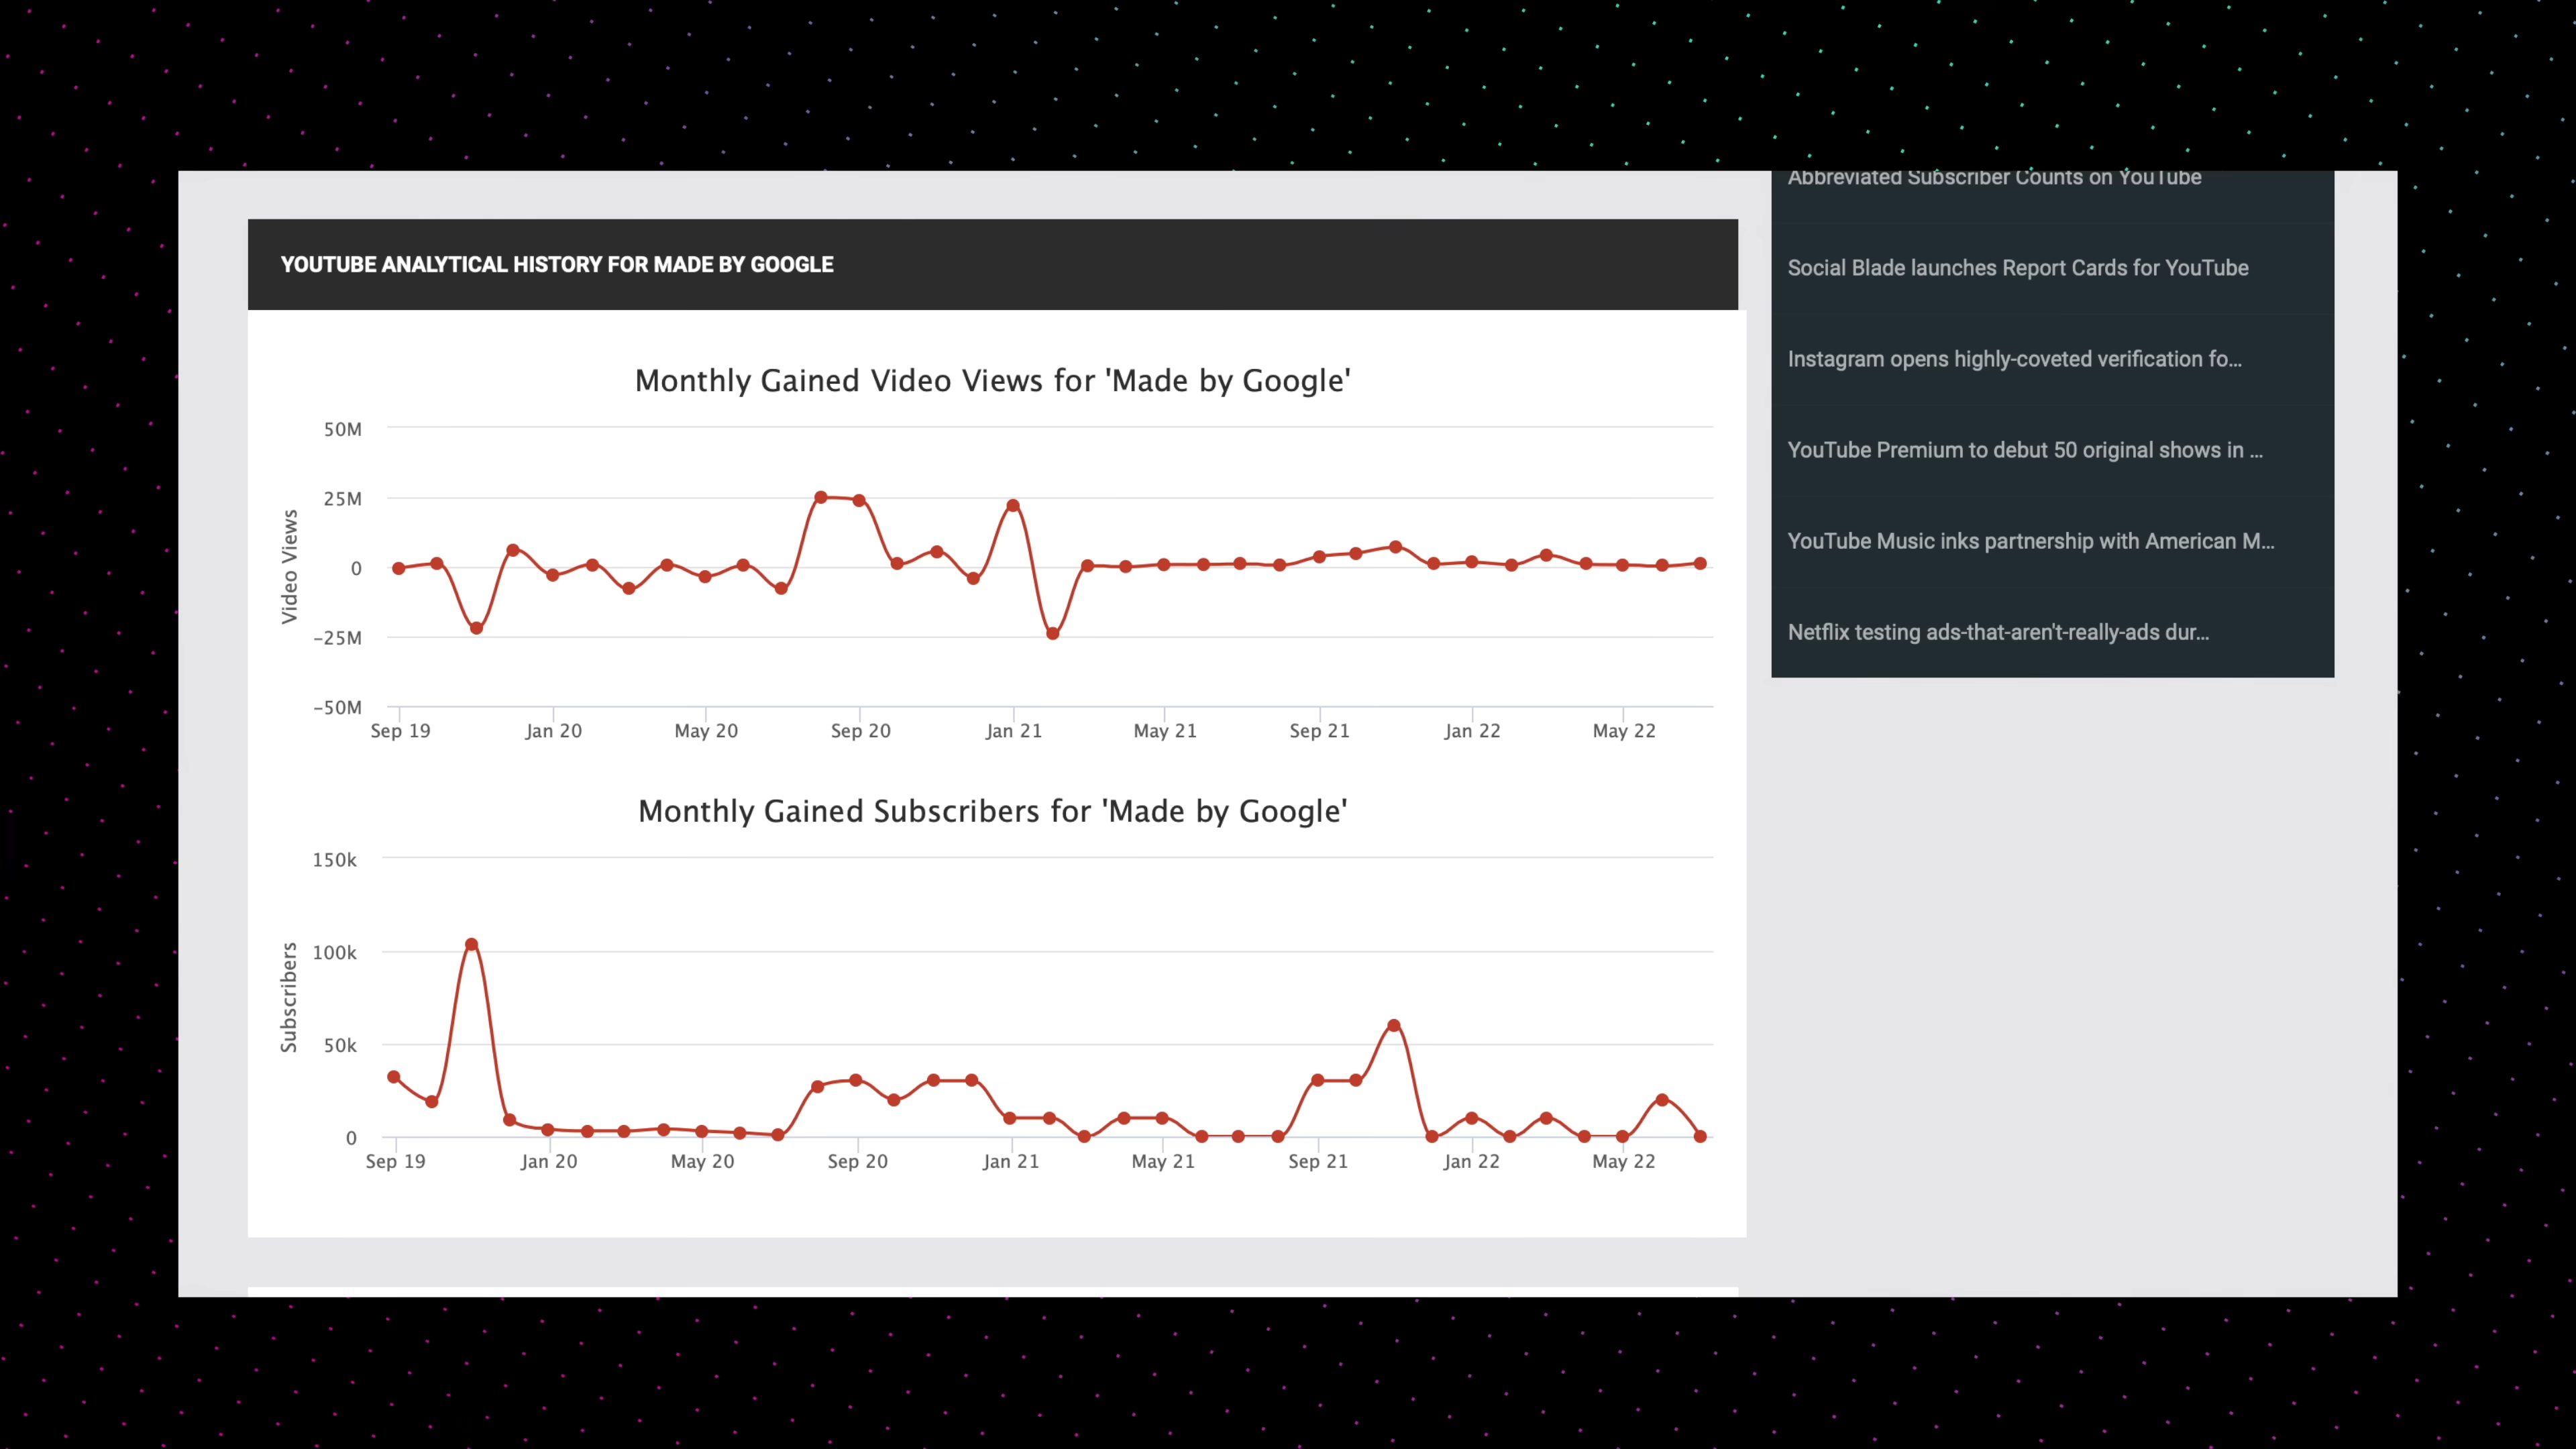 YOUTUBE ANALYTICAL HISTORY FOR MADE BY GOOGLE
Monthly Gained Video Views for 'Made by Google'
Video Views
50M
25M
0
−25M
−50M
Sep 19 Jan 20 May 20 Sep 20 Jan 21 May 21 Sep 21 Jan 22 May 22
Monthly Gained Subscribers for 'Made by Google'
Subscribers
150k
100k
50k
0
Sep 19 Jan 20 May 20 Sep 20 Jan 21 May 21 Sep 21 Jan 22 May 22
Abbreviated Subscriber Counts on YouTube
Social Blade launches Report Cards for YouTube
Instagram opens highly-coveted verification fo...
YouTube Premium to debut 50 original shows in ...
YouTube Music inks partnership with American M...
Netflix testing ads-that-aren't-really-ads dur...